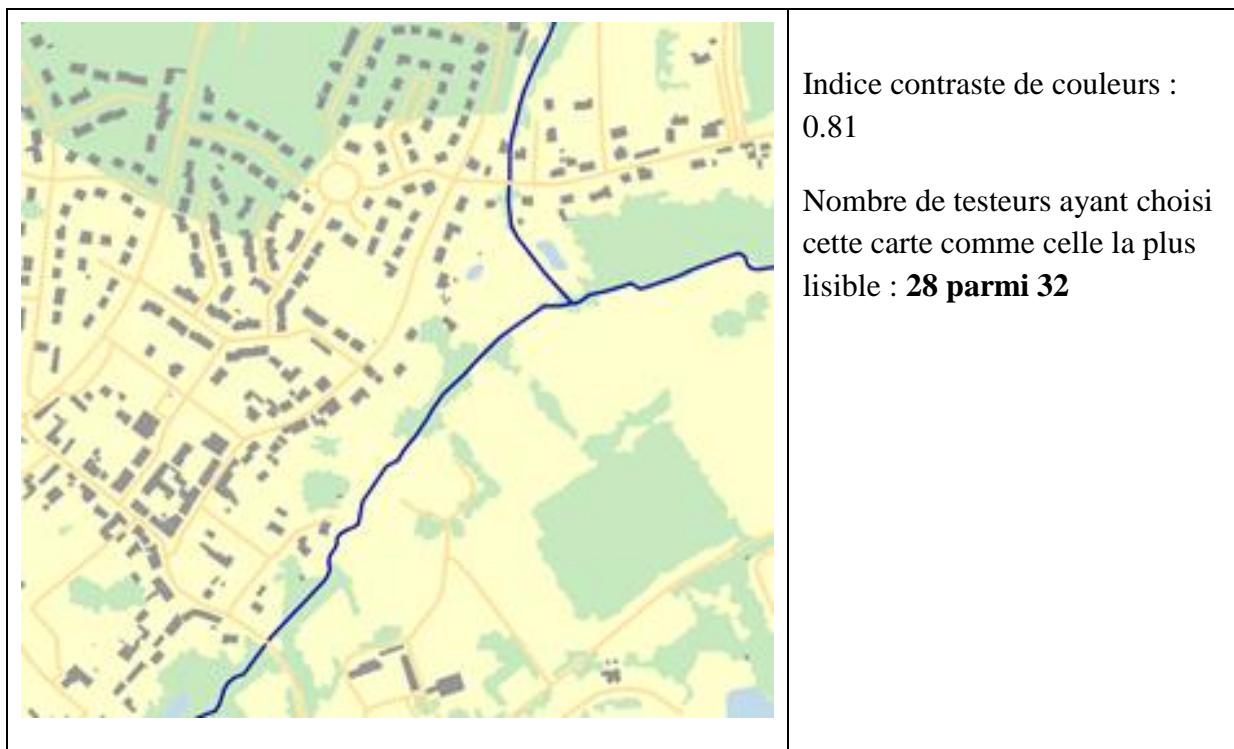 Indice contraste de couleurs :
0.81
Nombre de testeurs ayant choisi
cette carte comme celle la plus
lisible : 28 parmi 32